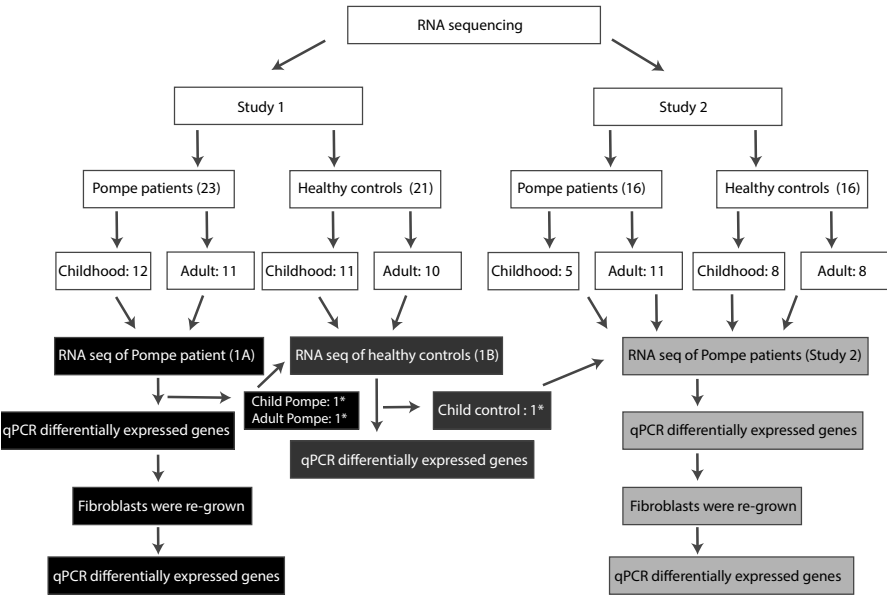 RNA sequencing
Study 1
Study 2
Pompe patients (23)
Healthy controls (21)
Pompe patients (16)
Healthy controls (16)
Childhood: 12
Adult: 11
Childhood: 11
Adult: 10
Childhood: 5
Adult: 11
Childhood: 8
Adult: 8
RNA seq of Pompe patient (1A)
RNA seq of healthy controls (1B)
RNA seq of Pompe patients (Study 2)
Child Pompe: 1*
Adult Pompe: 1*
Child control : 1*
qPCR differentially expressed genes
qPCR differentially expressed genes
qPCR differentially expressed genes
Fibroblasts were re-grown
Fibroblasts were re-grown
qPCR differentially expressed genes
qPCR differentially expressed genes